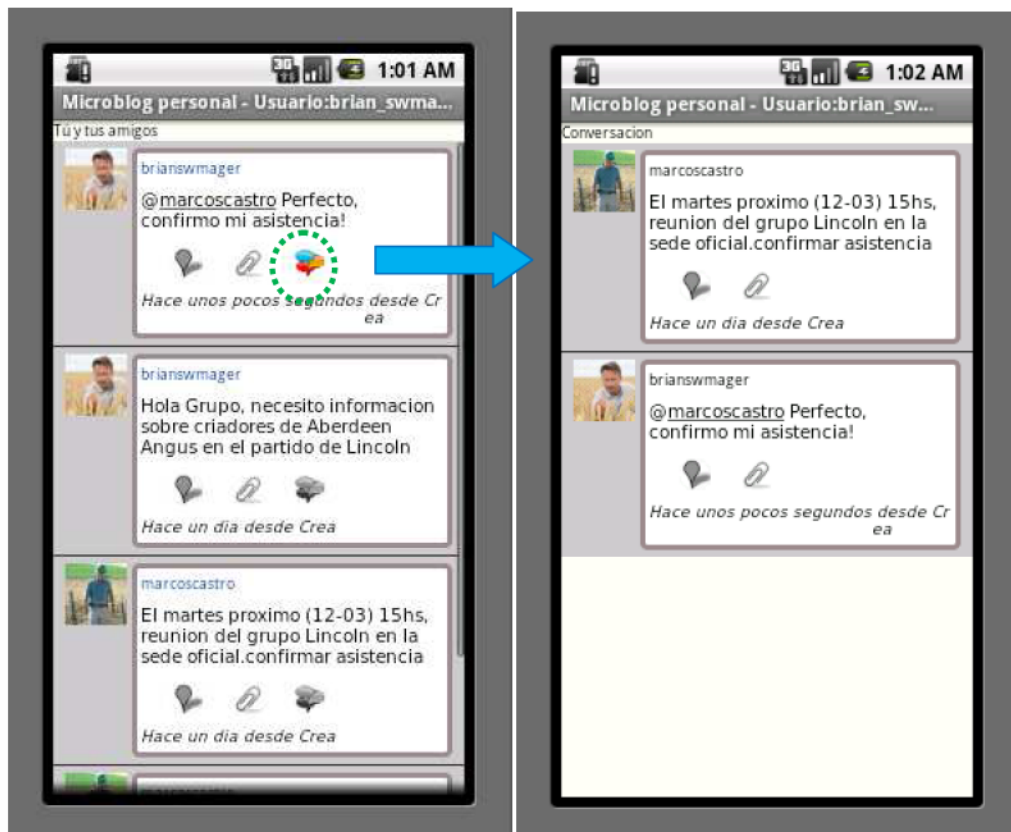 3G 1:01 AM
Microblog personal - Usuario:brian_swma...
Tú y tus amigos
brianswmager
@marcoscastro Perfecto,
confirmo mi asistencia!
Hace unos pocos segundos desde Cr
ea
brianswmager
Hola Grupo, necesito informacion
sobre criadores de Aberdeen
Angus en el partido de Lincoln
Hace un dia desde Crea
marcoscastro
El martes proximo (12-03) 15hs,
reunion del grupo Lincoln en la
sede oficial.confirmar asistencia
Hace un dia desde Crea
3G 1:02 AM
Microblog personal - Usuario:brian_sw...
Conversacion
marcoscastro
El martes proximo (12-03) 15hs,
reunion del grupo Lincoln en la
sede oficial.confirmar asistencia
Hace un dia desde Crea
brianswmager
@marcoscastro Perfecto,
confirmo mi asistencia!
Hace unos pocos segundos desde Cr
ea